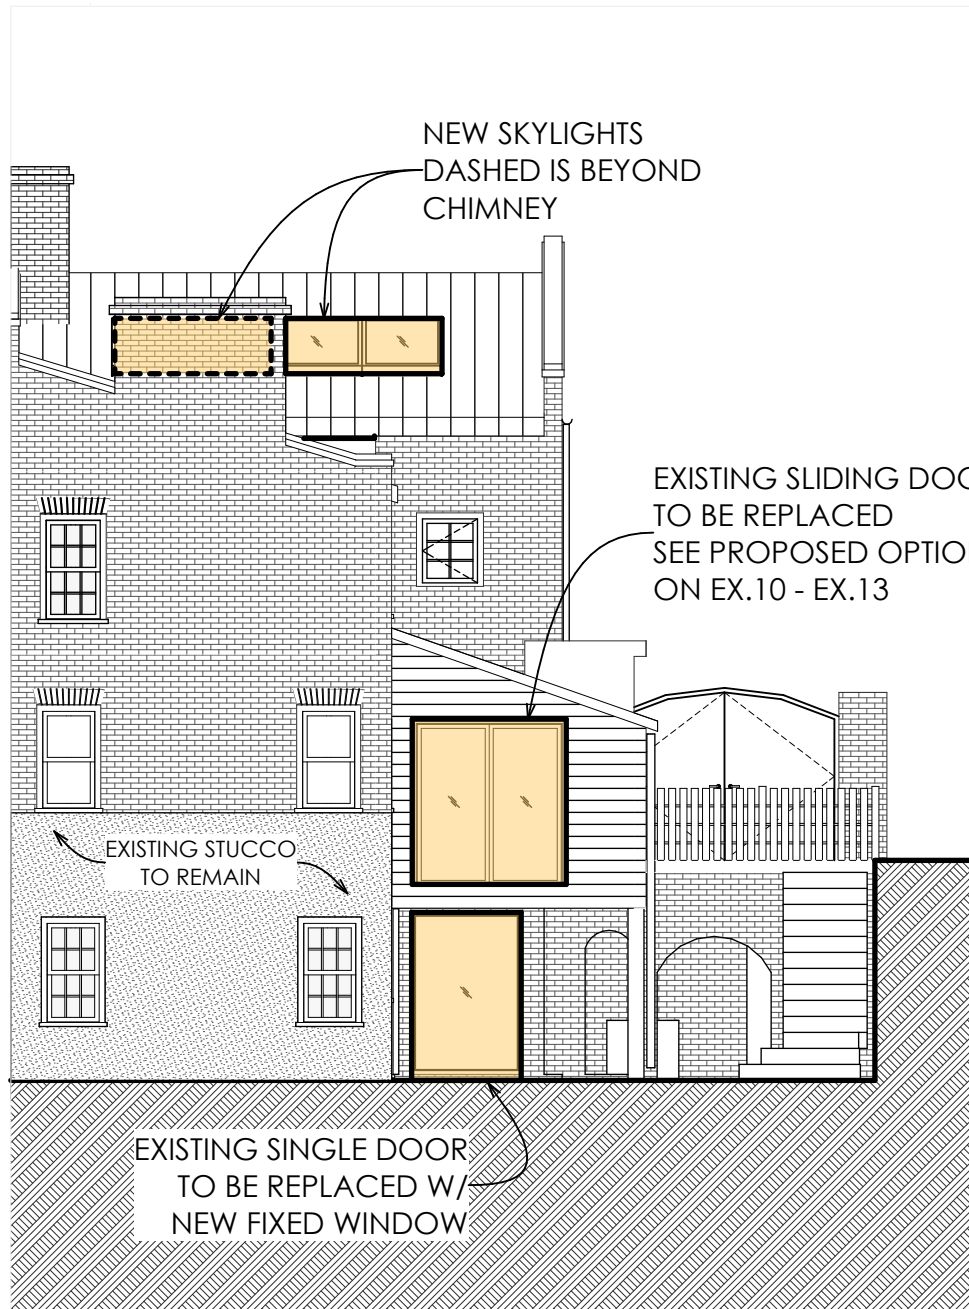 NEW SKYLIGHTS
DASHED IS BEYOND
CHIMNEY
EXISTING SLIDING DOO
TO BE REPLACED
SEE PROPOSED OPTIO
ON EX.10 - EX.13
EXISTING STUCCO
TO REMAIN
EXISTING SINGLE DOOR
TO BE REPLACED W/
NEW FIXED WINDOW